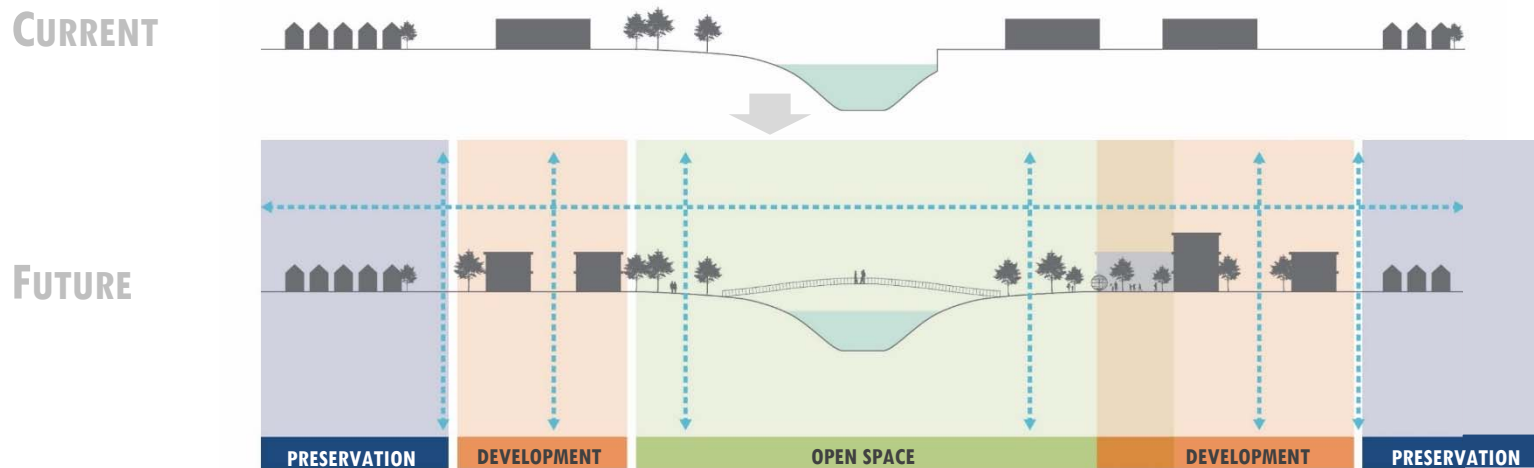 CURRENT
FUTURE
PRESERVATION
DEVELOPMENT
OPEN SPACE
DEVELOPMENT
PRESERVATION